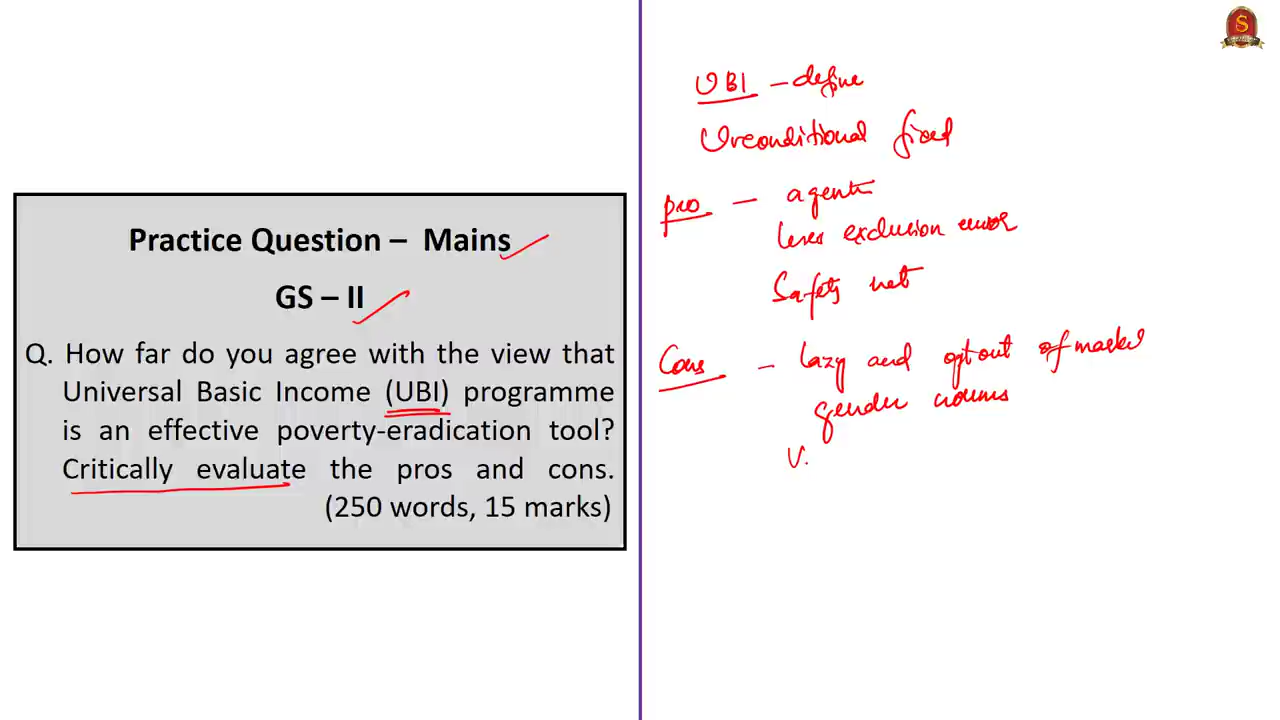 Practice Question – Mains
GS – II
Q. How far do you agree with the view that
Universal Basic Income (UBI) programme
is an effective poverty-eradication tool?
Critically evaluate the pros and cons.
(250 words, 15 marks)
UBI – define
Unconditional fixed
pro – agents
Less exclusion error
Safety net
Cons – lazy and opt out of market
gender norms